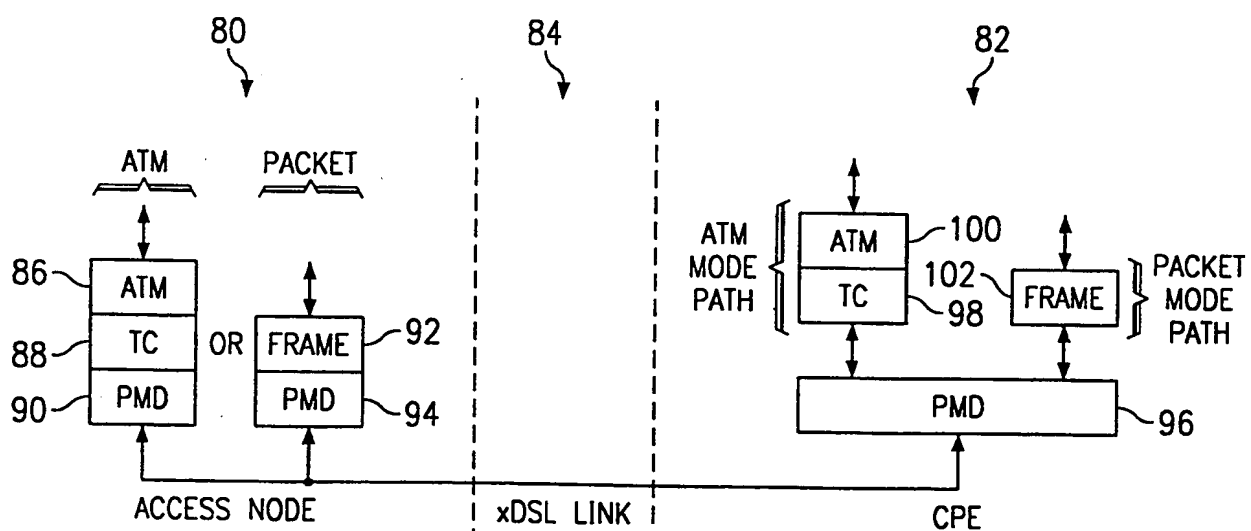 80
84
82
ATM
PACKET
86
ATM
88
TC
90
PMD
OR
FRAME
92
PMD
94
ATM
MODE
PATH
ATM
100
TC
98
102
FRAME
PACKET
MODE
PATH
PMD
96
ACCESS NODE
xDSL LINK
CPE